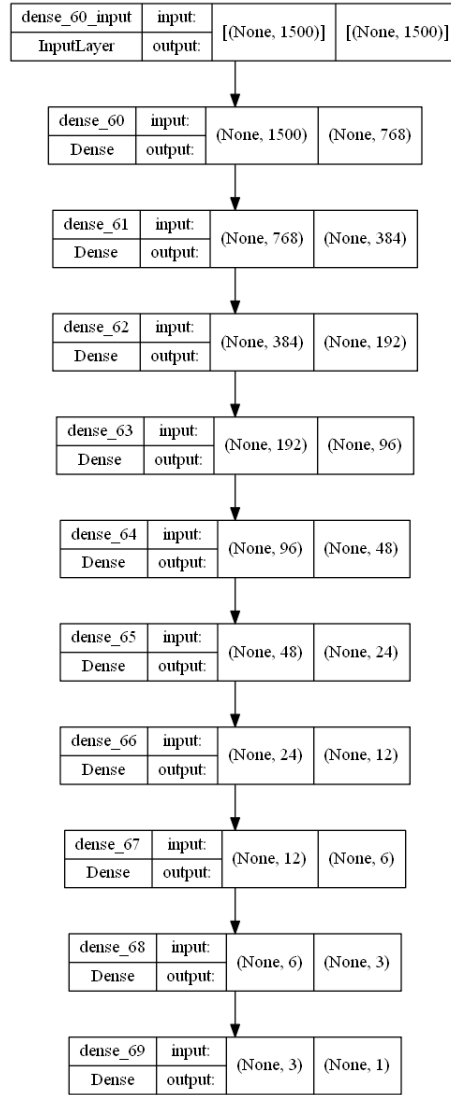 dense_60_input input: [(None, 1500)] [(None, 1500)]
InputLayer output:
dense_60 input: (None, 1500) (None, 768)
Dense output:
dense_61 input: (None, 768) (None, 384)
Dense output:
dense_62 input: (None, 384) (None, 192)
Dense output:
dense_63 input: (None, 192) (None, 96)
Dense output:
dense_64 input: (None, 96) (None, 48)
Dense output:
dense_65 input: (None, 48) (None, 24)
Dense output:
dense_66 input: (None, 24) (None, 12)
Dense output:
dense_67 input: (None, 12) (None, 6)
Dense output:
dense_68 input: (None, 6) (None, 3)
Dense output:
dense_69 input: (None, 3) (None, 1)
Dense output: